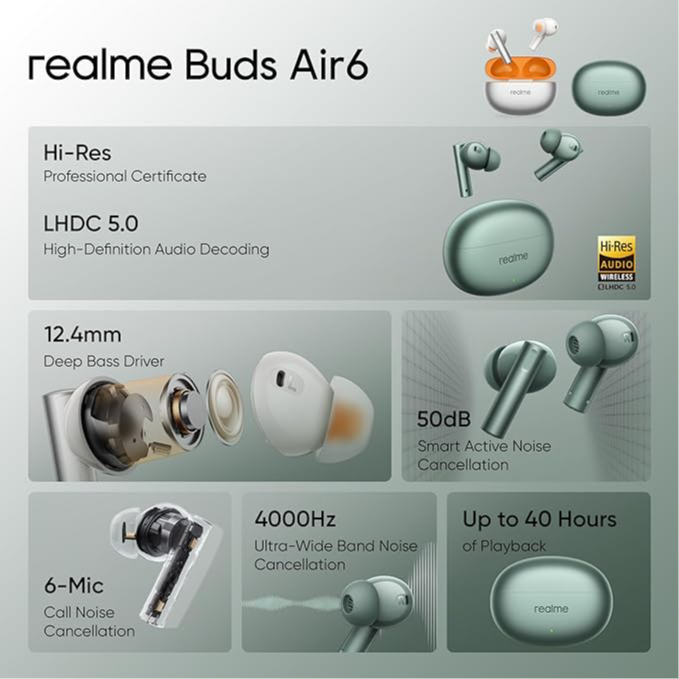 realme Buds Air6
realme
realme
Hi-Res
Professional Certificate
LHDC 5.0
High-Definition Audio Decoding
realme
Hi-Res
AUDIO
WIRELESS
LHDC 5.0
12.4mm
Deep Bass Driver
50dB
Smart Active Noise
Cancellation
6-Mic
Call Noise
Cancellation
4000Hz
Ultra-Wide Band Noise
Cancellation
Up to 40 Hours
of Playback
realme